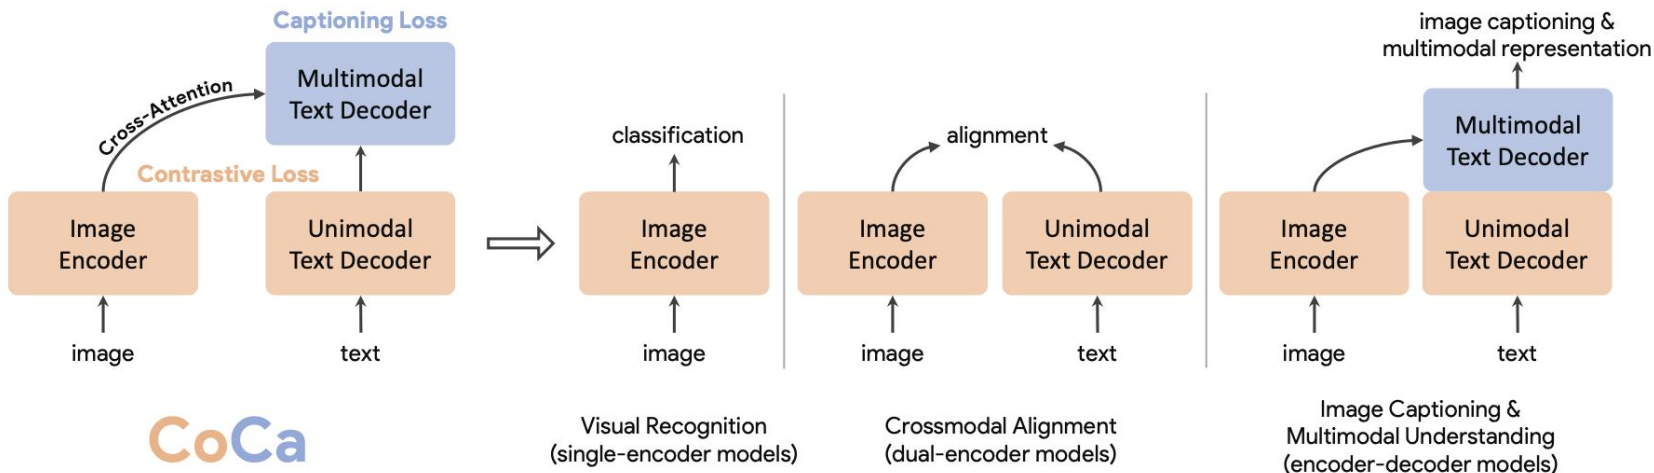 Captioning Loss
Multimodal
Text Decoder
Cross-Attention
Contrastive Loss
Image
Encoder
Unimodal
Text Decoder
image
text
CoCa
classification
Image
Encoder
image
Visual Recognition
(single-encoder models)
alignment
Image
Encoder
Unimodal
Text Decoder
image
text
Crossmodal Alignment
(dual-encoder models)
image captioning &
multimodal representation
Multimodal
Text Decoder
Image
Encoder
Unimodal
Text Decoder
image
text
Image Captioning &
Multimodal Understanding
(encoder-decoder models)